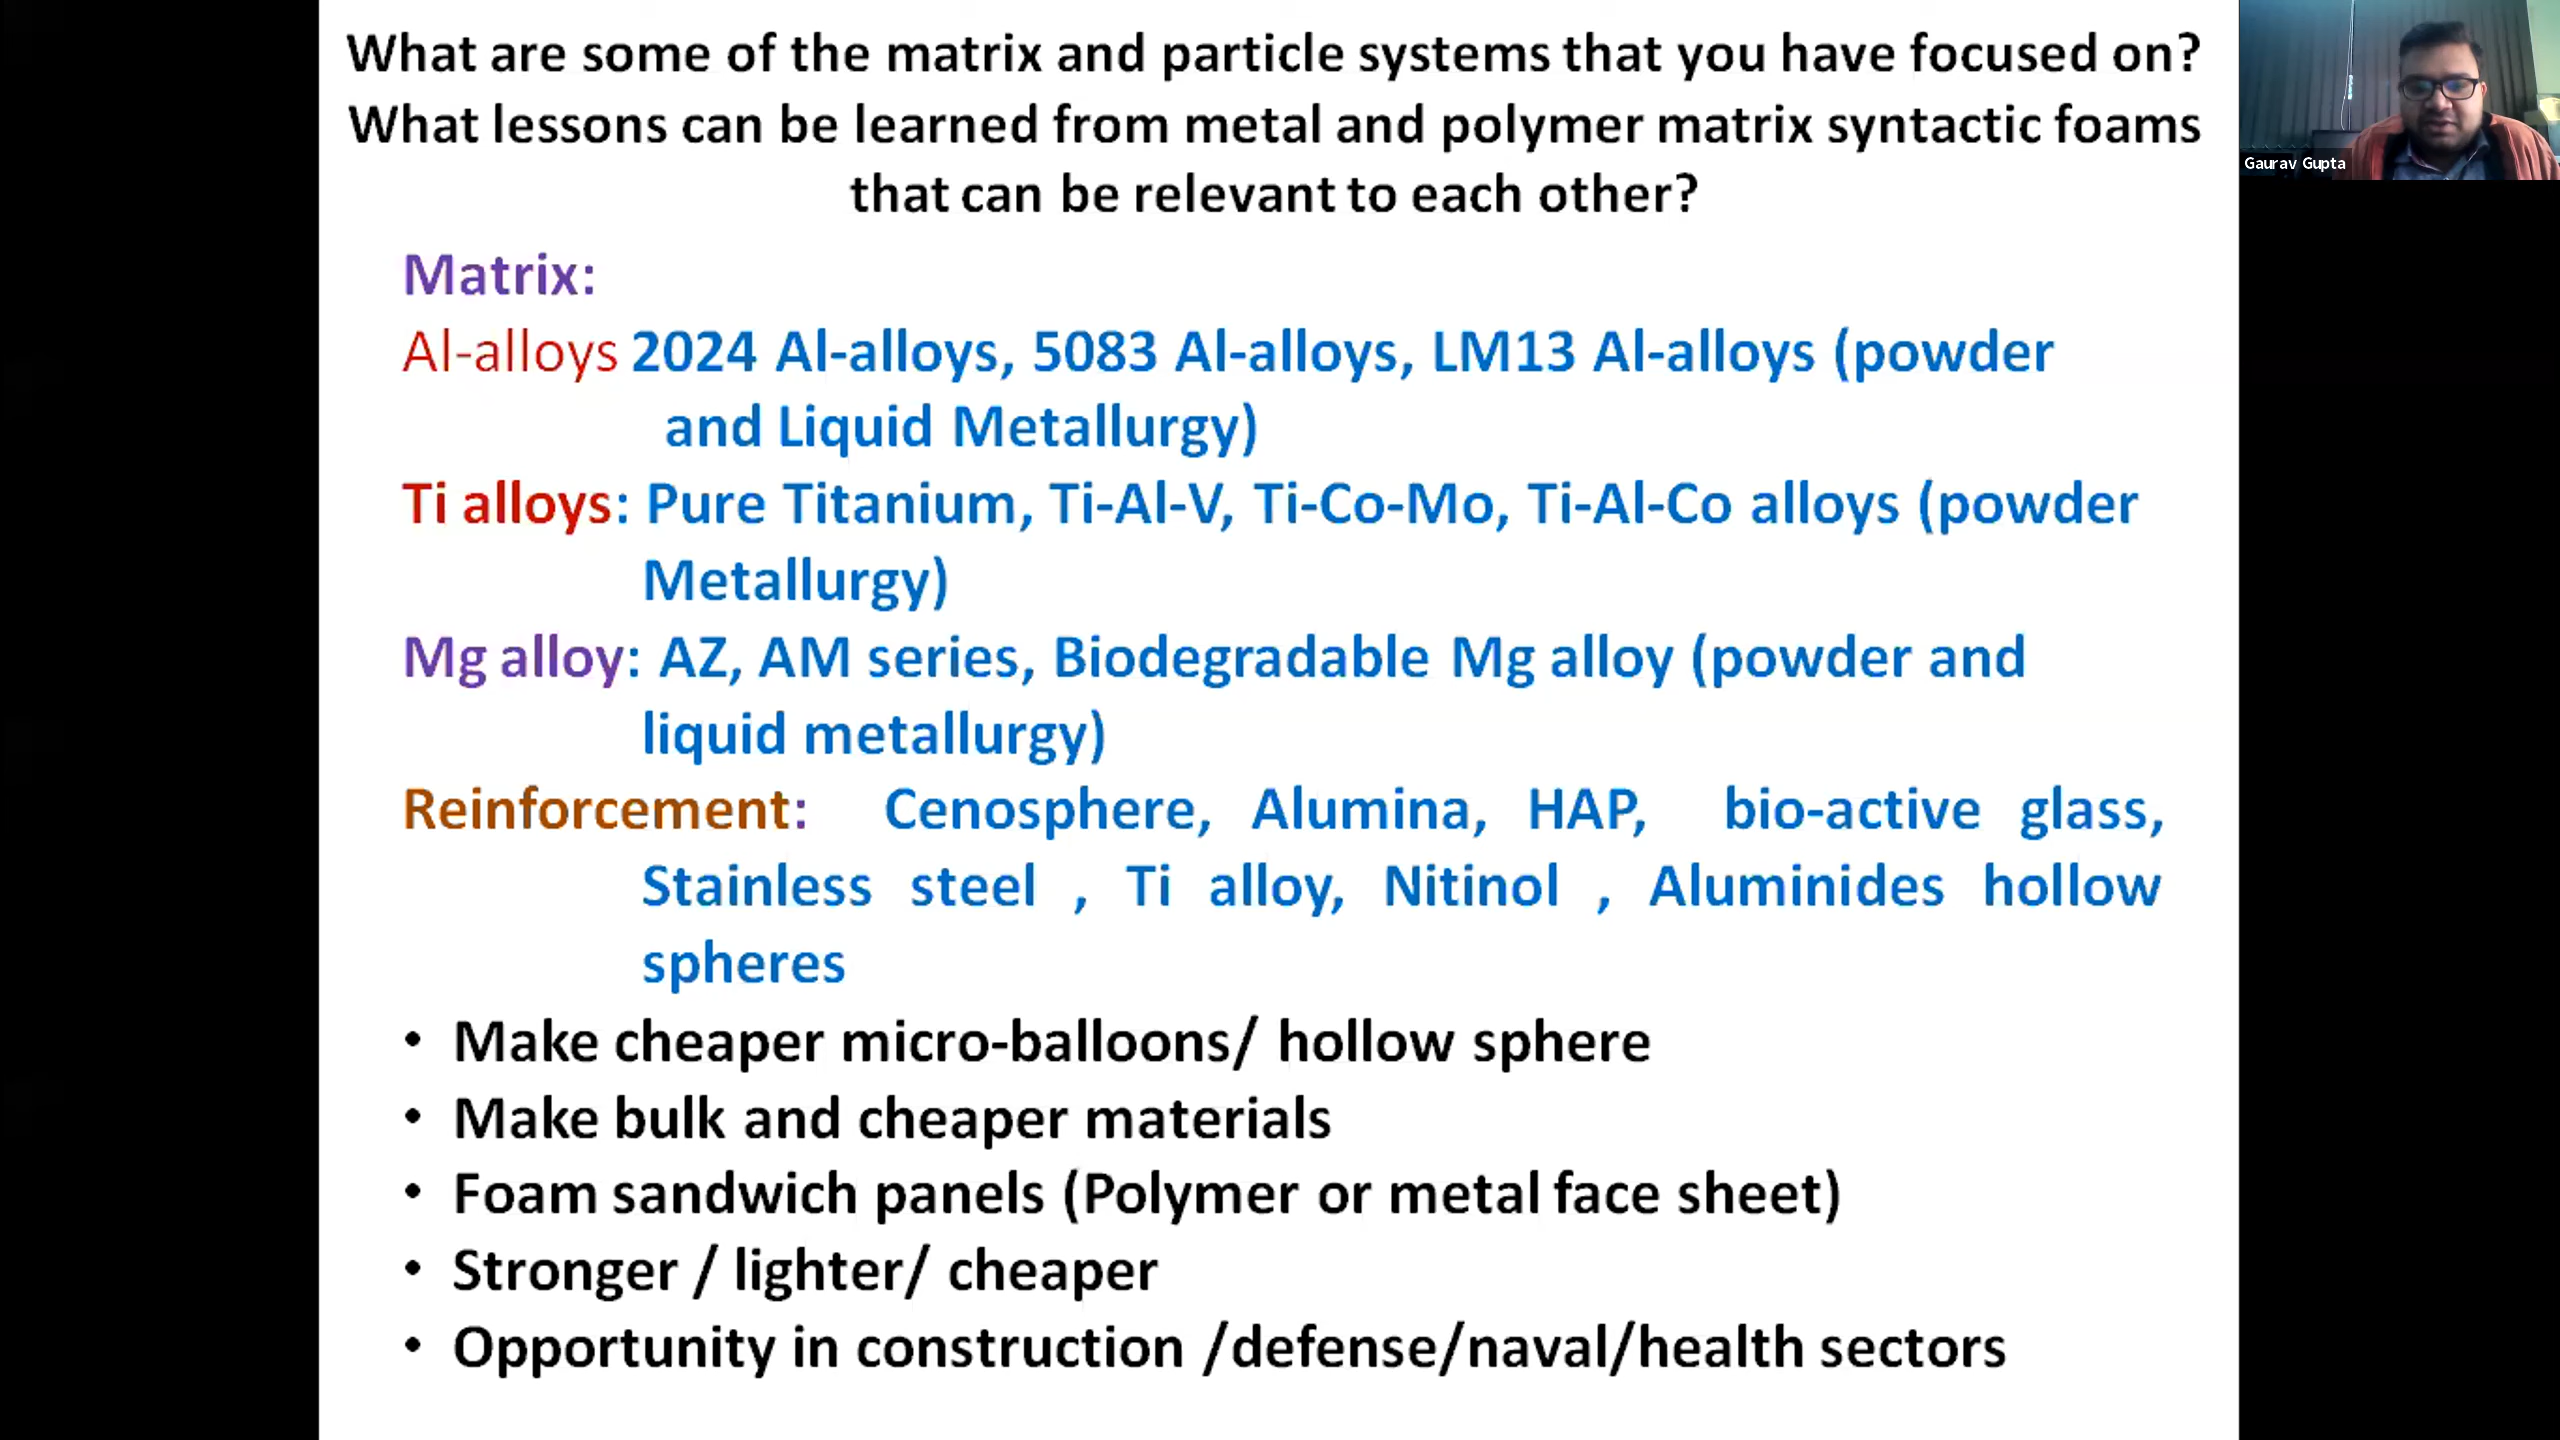 What are some of the matrix and particle systems that you have focused on?
What lessons can be learned from metal and polymer matrix syntactic foams
that can be relevant to each other?
Matrix:
Al-alloys 2024 Al-alloys, 5083 Al-alloys, LM13 Al-alloys (powder
and Liquid Metallurgy)
Ti alloys: Pure Titanium, Ti-Al-V, Ti-Co-Mo, Ti-Al-Co alloys (powder
Metallurgy)
Mg alloy: AZ, AM series, Biodegradable Mg alloy (powder and
liquid metallurgy)
Reinforcement: Cenosphere, Alumina, HAP, bio-active glass,
Stainless steel , Ti alloy, Nitinol , Aluminides hollow
spheres
• Make cheaper micro-balloons/ hollow sphere
• Make bulk and cheaper materials
• Foam sandwich panels (Polymer or metal face sheet)
• Stronger / lighter/ cheaper
• Opportunity in construction /defense/naval/health sectors
Gaurav Gupta